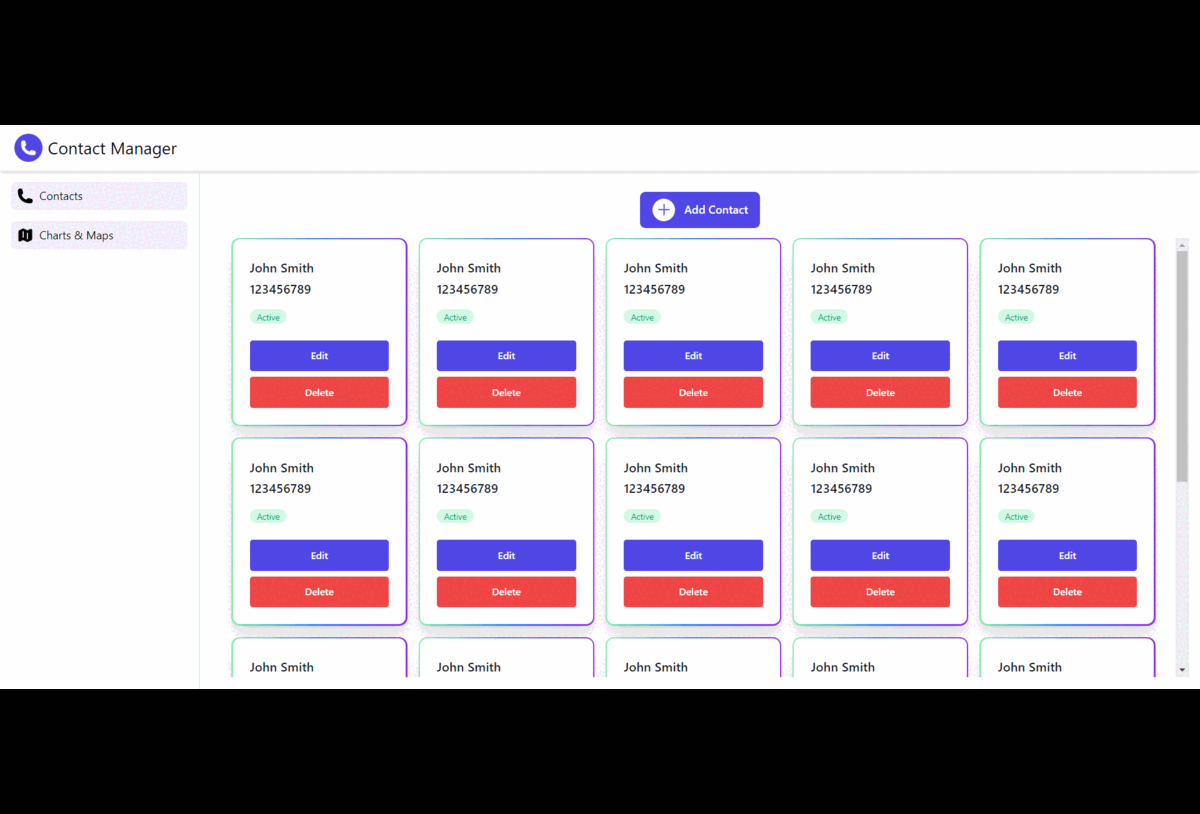 Contact Manager
Contacts
Charts & Maps
Add Contact
John Smith John Smith John Smith John Smith John Smith
123456789 123456789 123456789 123456789 123456789
Active Active Active Active Active
Edit Edit Edit Edit Edit
Delete Delete Delete Delete Delete
John Smith John Smith John Smith John Smith John Smith
123456789 123456789 123456789 123456789 123456789
Active Active Active Active Active
Edit Edit Edit Edit Edit
Delete Delete Delete Delete Delete
John Smith John Smith John Smith John Smith John Smith